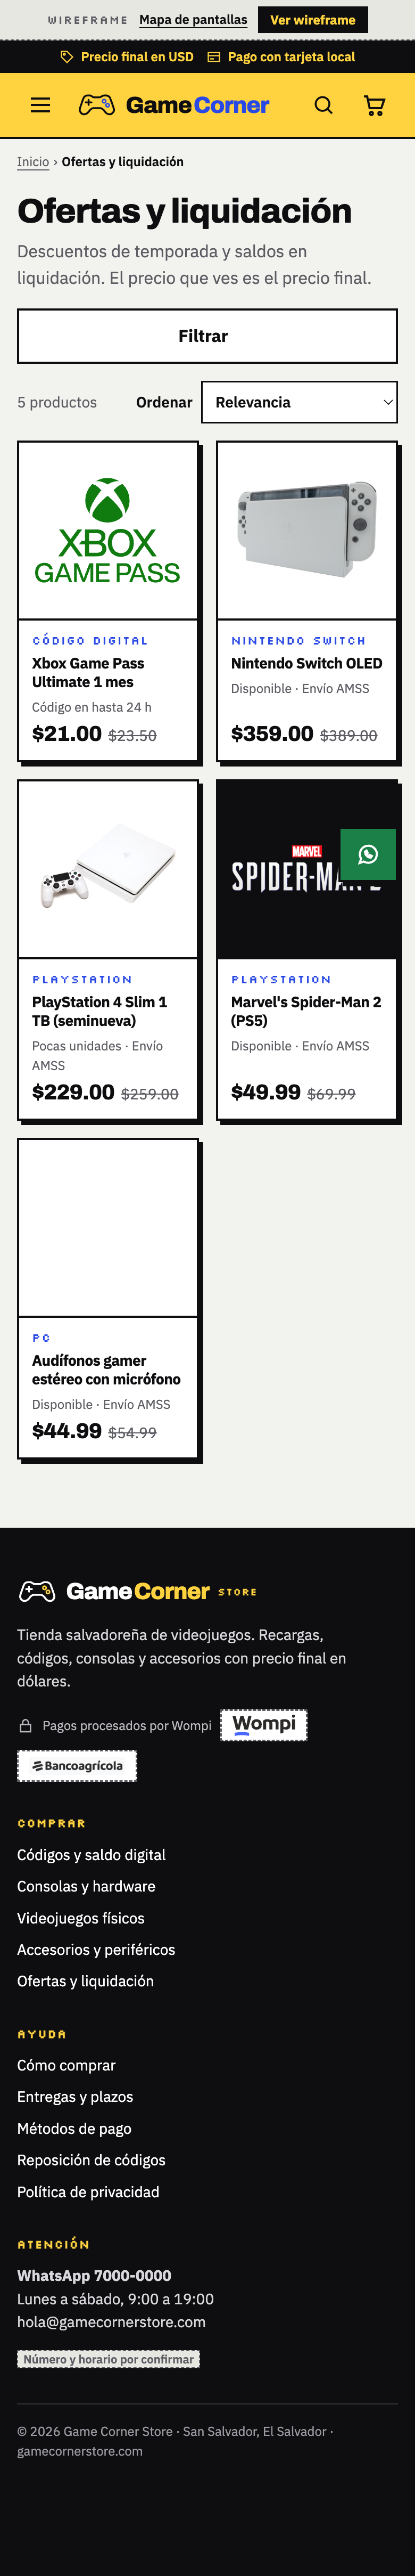 WIREFRAME Mapa de pantallas Ver wireframe
Precio final en USD Pago con tarjeta local
GameCorner
Inicio › Ofertas y liquidación
Ofertas y liquidación
Descuentos de temporada y saldos en
liquidación. El precio que ves es el precio final.
Filtrar
5 productos Ordenar Relevancia
XBOX
GAME PASS
CÓDIGO DIGITAL
Xbox Game Pass
Ultimate 1 mes
Código en hasta 24 h
$21.00 $23.50
NINTENDO SWITCH
Nintendo Switch OLED
Disponible · Envío AMSS
$359.00 $389.00
PLAYSTATION
PlayStation 4 Slim 1
TB (seminueva)
Pocas unidades · Envío
AMSS
$229.00 $259.00
MARVEL
SPIDER-MAN 2
PLAYSTATION
Marvel's Spider-Man 2
(PS5)
Disponible · Envío AMSS
$49.99 $69.99
PC
Audífonos gamer
estéreo con micrófono
Disponible · Envío AMSS
$44.99 $54.99
GameCorner STORE
Tienda salvadoreña de videojuegos. Recargas,
códigos, consolas y accesorios con precio final en
dólares.
Pagos procesados por Wompi Wompi
Bancoagrícola
COMPRAR
Códigos y saldo digital
Consolas y hardware
Videojuegos físicos
Accesorios y periféricos
Ofertas y liquidación
AYUDA
Cómo comprar
Entregas y plazos
Métodos de pago
Reposición de códigos
Política de privacidad
ATENCIÓN
WhatsApp 7000-0000
Lunes a sábado, 9:00 a 19:00
hola@gamecornerstore.com
Número y horario por confirmar
© 2026 Game Corner Store · San Salvador, El Salvador ·
gamecornerstore.com